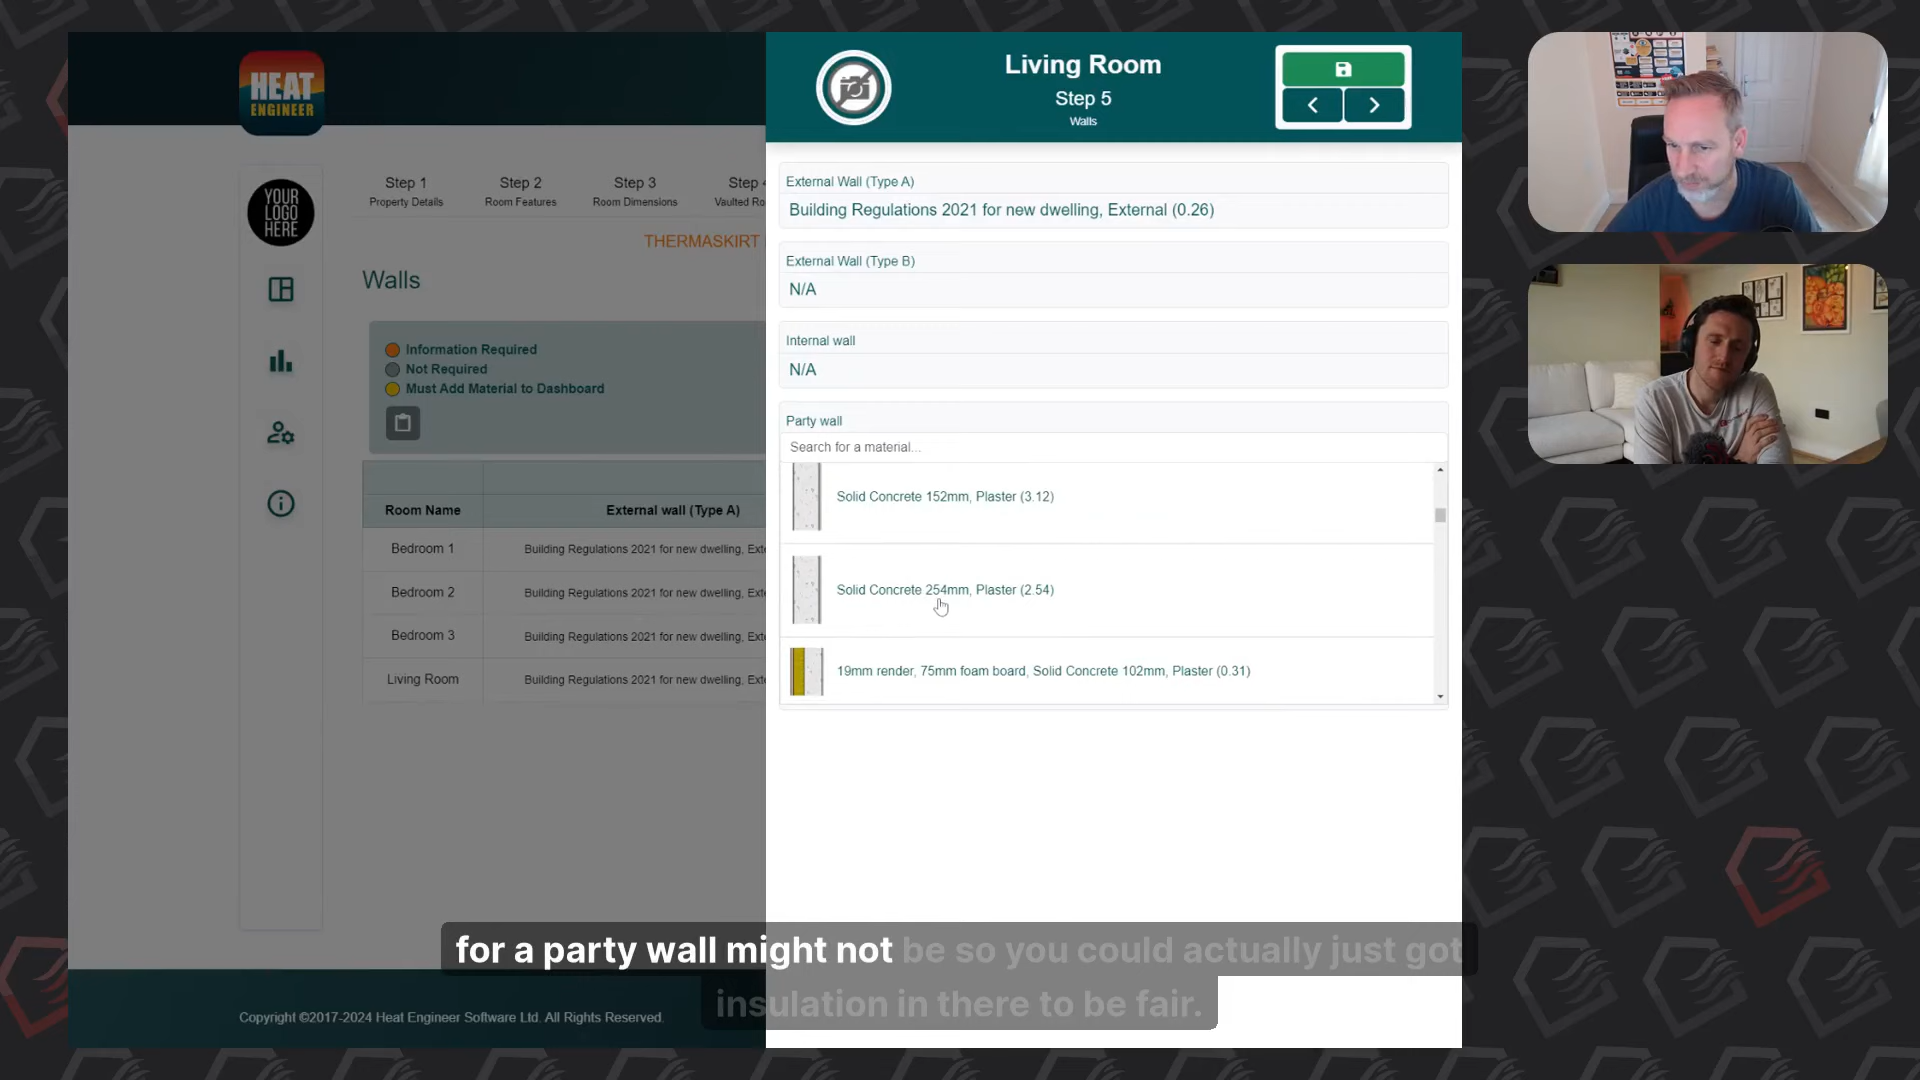 HEAT
ENGINEER
YOUR
LOGO
HERE
Step 1
Property Details
Step 2
Room Features
Step 3
Room Dimensions
Step 4
Vaulted Ro
THERMASKIRT
Walls
Information Required
Not Required
Must Add Material to Dashboard
Room Name
External wall (Type A)
Bedroom 1
Building Regulations 2021 for new dwelling, Exte
Bedroom 2
Building Regulations 2021 for new dwelling, Exte
Bedroom 3
Building Regulations 2021 for new dwelling, Exte
Living Room
Building Regulations 2021 for new dwelling, Exte
Living Room
Step 5
Walls
External Wall (Type A)
Building Regulations 2021 for new dwelling, External (0.26)
External Wall (Type B)
N/A
Internal wall
N/A
Party wall
Search for a material...
Solid Concrete 152mm, Plaster (3.12)
Solid Concrete 254mm, Plaster (2.54)
19mm render, 75mm foam board, Solid Concrete 102mm, Plaster (0.31)
for a party wall might not be so you could actually just got
insulation in there to be fair.
Copyright ©2017-2024 Heat Engineer Software Ltd. All Rights Reserved.